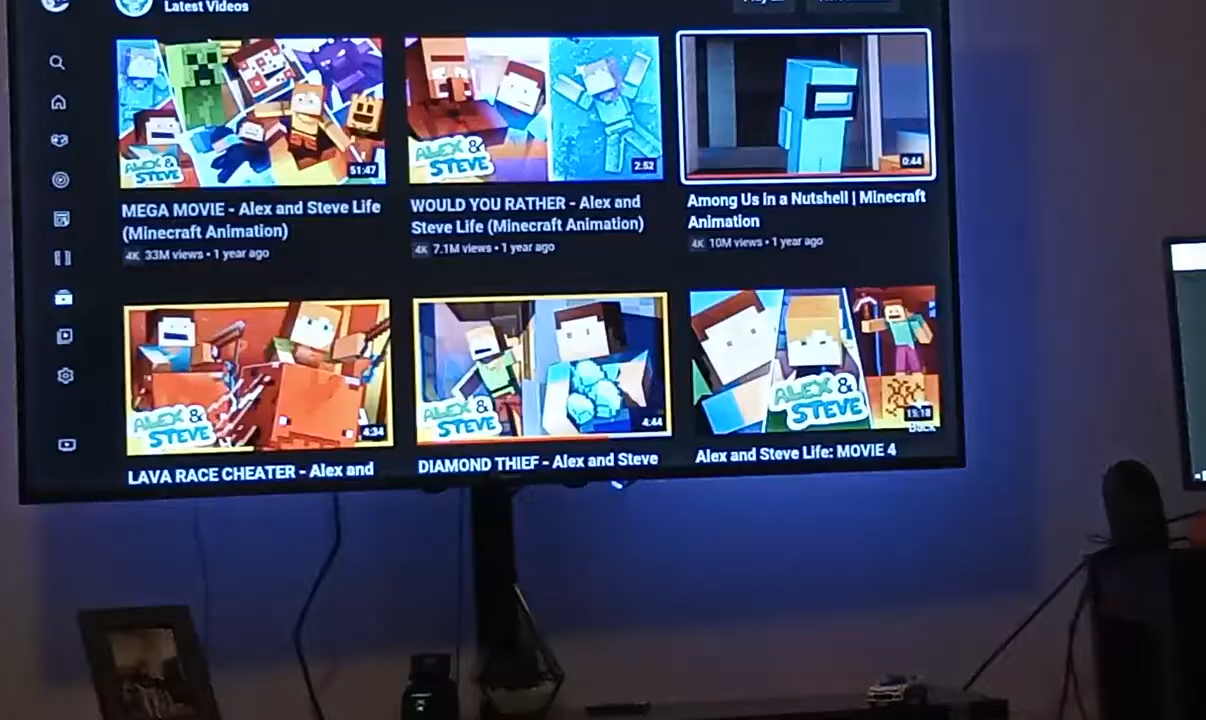 Latest Videos
ALEX &
STEVE
51:47
ALEX &
STEVE
2:52
0:44
MEGA MOVIE - Alex and Steve Life
(Minecraft Animation)
4K 33M views • 1 year ago
WOULD YOU RATHER - Alex and
Steve Life (Minecraft Animation)
4K 7.1M views • 1 year ago
Among Us in a Nutshell | Minecraft
Animation
4K 10M views • 1 year ago
ALEX &
STEVE
4:34
ALEX &
STEVE
4:44
ALEX &
STEVE
15:18
Back
LAVA RACE CHEATER - Alex and
DIAMOND THIEF - Alex and Steve
Alex and Steve Life: MOVIE 4